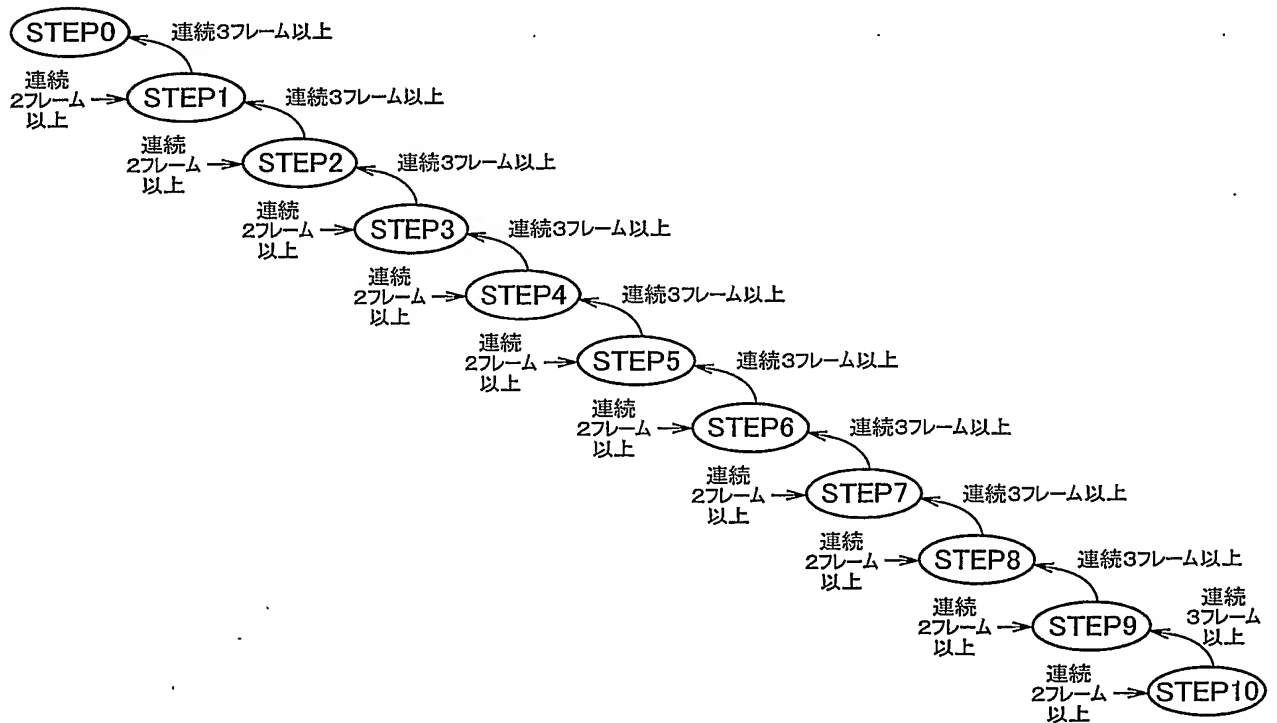 STEP0
連続3フレーム以上
連続
2フレーム
以上
STEP1
連続3フレーム以上
連続
2フレーム
以上
STEP2
連続3フレーム以上
連続
2フレーム
以上
STEP3
連続3フレーム以上
連続
2フレーム
以上
STEP4
連続3フレーム以上
連続
2フレーム
以上
STEP5
連続3フレーム以上
連続
2フレーム
以上
STEP6
連続3フレーム以上
連続
2フレーム
以上
STEP7
連続3フレーム以上
連続
2フレーム
以上
STEP8
連続3フレーム以上
連続
2フレーム
以上
STEP9
連続
3フレーム
以上
連続
2フレーム
以上
STEP10